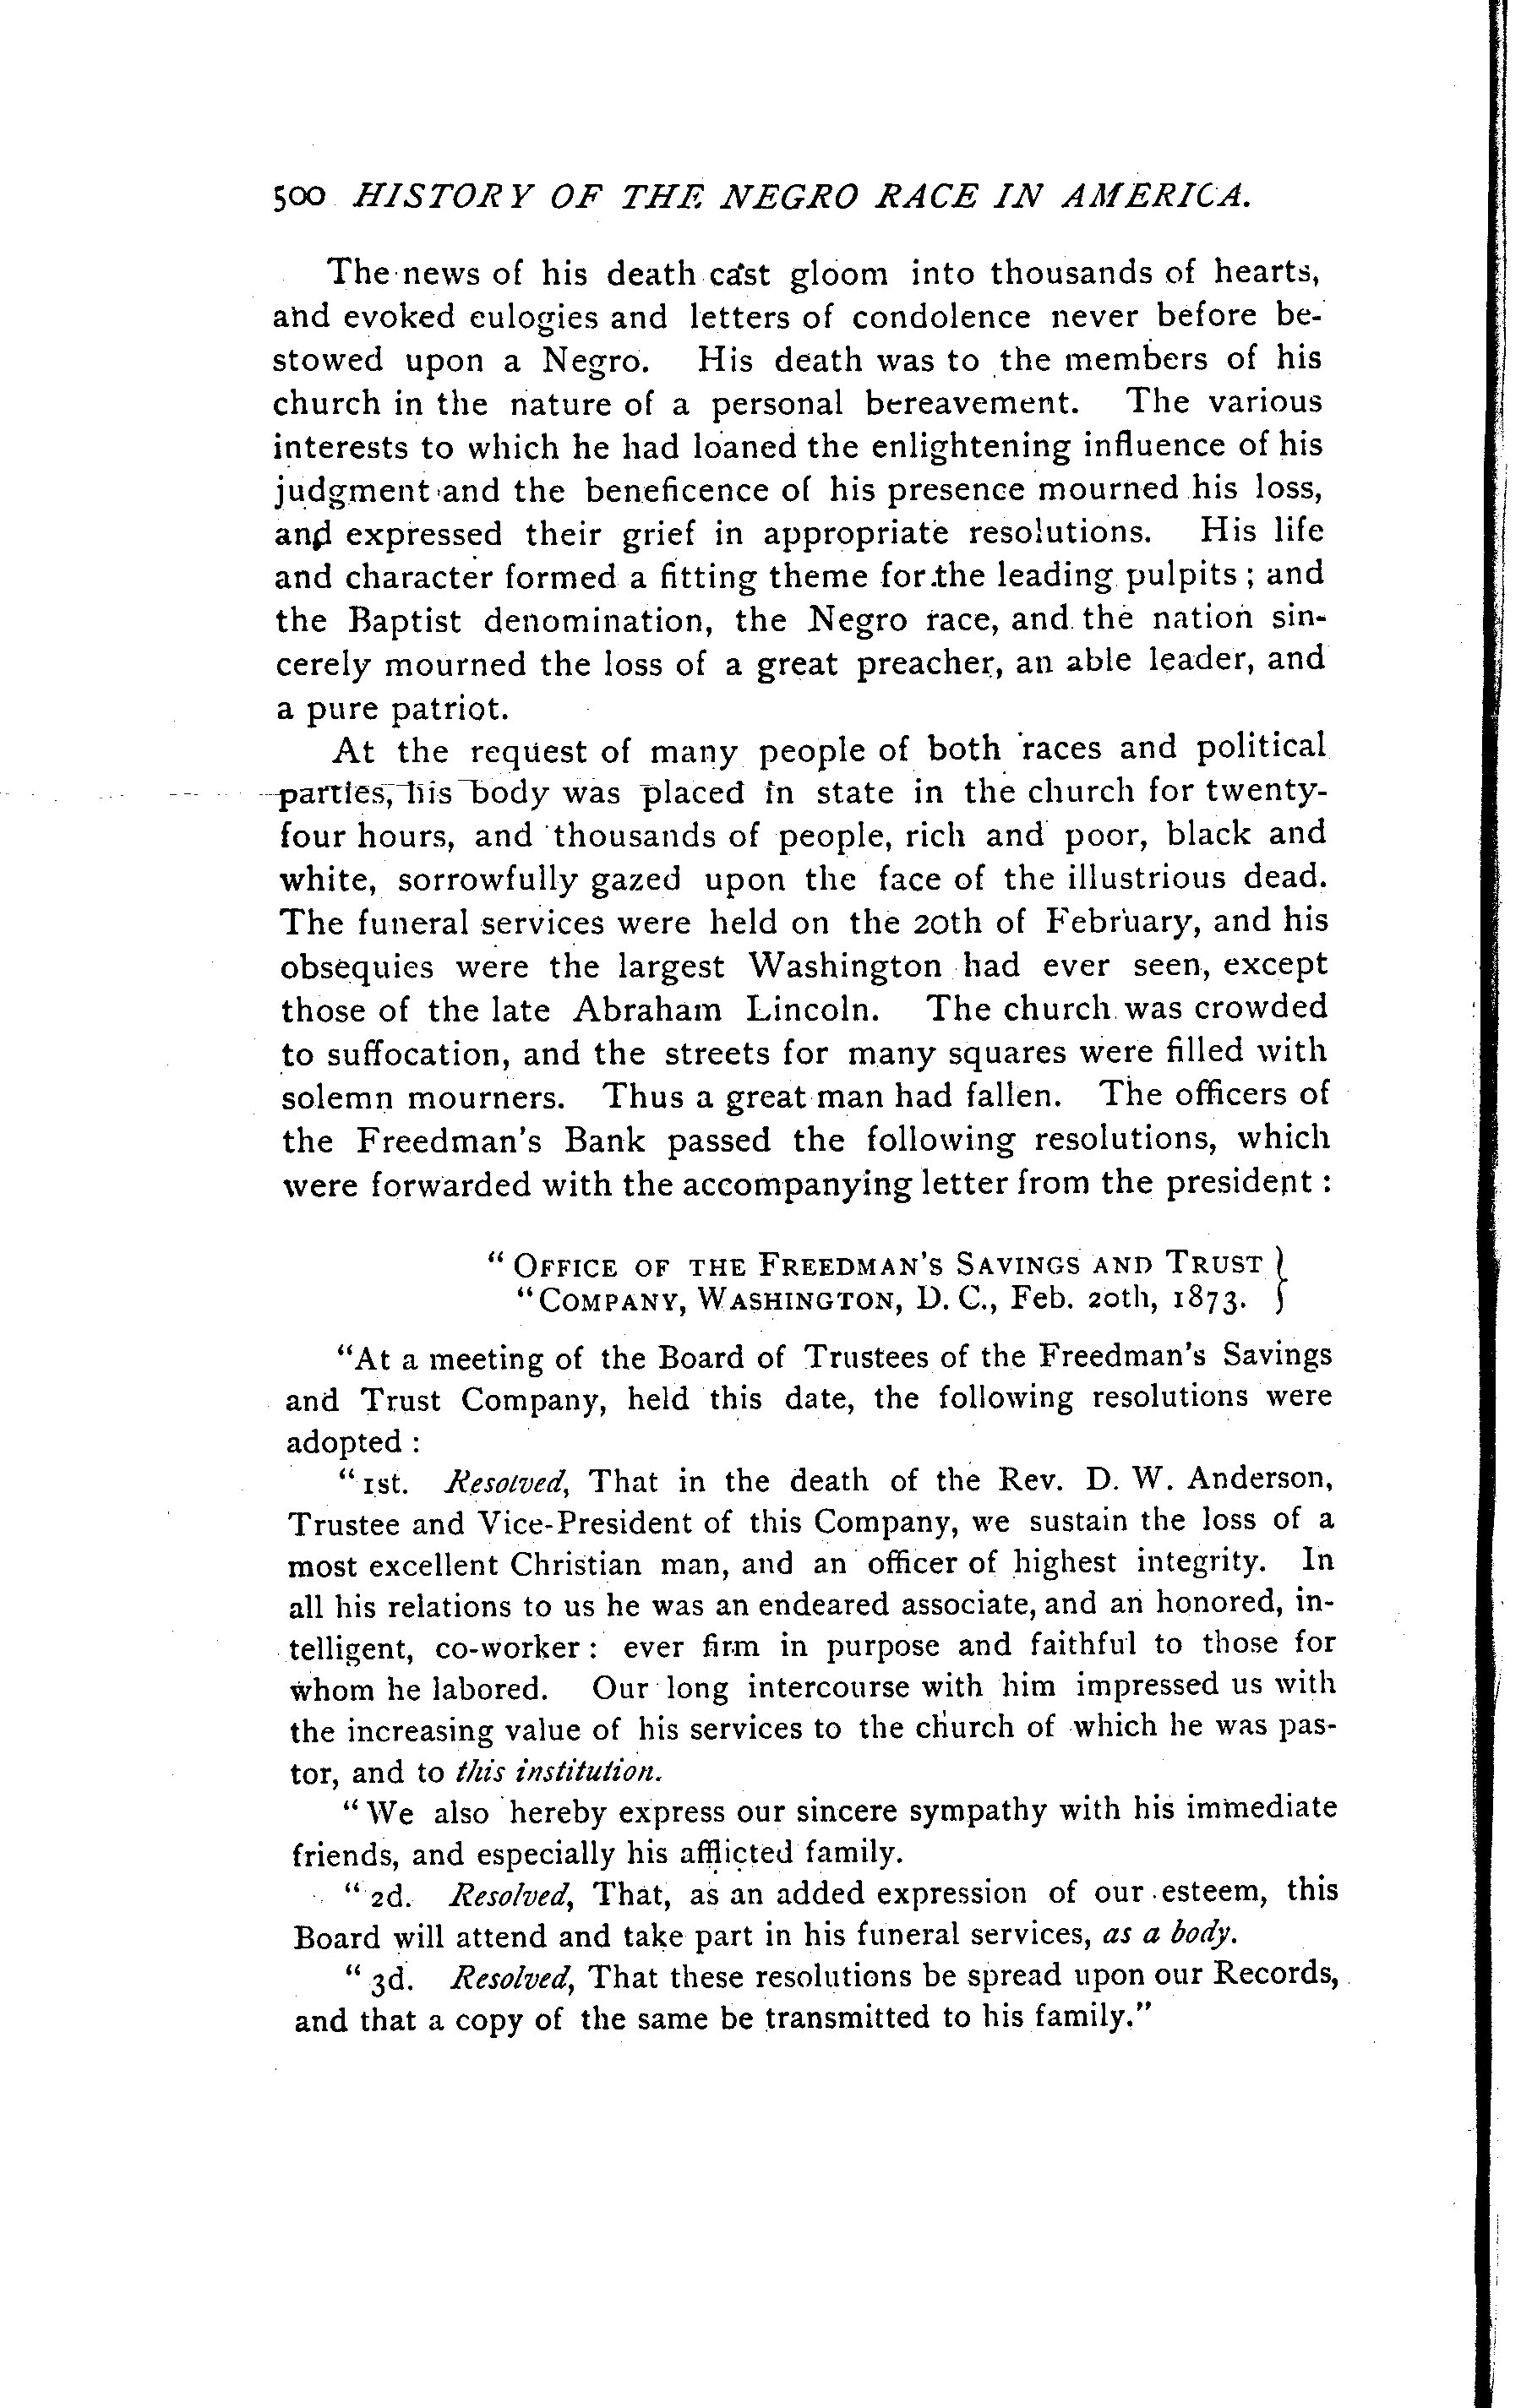 500 HISTORY OF THE NEGRO RACE IN AMERICA.
The news of his death cast gloom into thousands of hearts,
and evoked eulogies and letters of condolence never before be-
stowed upon a Negro. His death was to the members of his
church in the nature of a personal bereavement. The various
interests to which he had loaned the enlightening influence of his
judgment and the beneficence of his presence mourned his loss,
and expressed their grief in appropriate resolutions. His life
and character formed a fitting theme for the leading pulpits ; and
the Baptist denomination, the Negro race, and the nation sin-
cerely mourned the loss of a great preacher, an able leader, and
a pure patriot.
At the request of many people of both races and political
parties, his body was placed in state in the church for twenty-
four hours, and thousands of people, rich and poor, black and
white, sorrowfully gazed upon the face of the illustrious dead.
The funeral services were held on the 20th of February, and his
obsequies were the largest Washington had ever seen, except
those of the late Abraham Lincoln. The church was crowded
to suffocation, and the streets for many squares were filled with
solemn mourners. Thus a great man had fallen. The officers of
the Freedman's Bank passed the following resolutions, which
were forwarded with the accompanying letter from the president :
" OFFICE OF THE FREEDMAN'S SAVINGS AND TRUST }
"COMPANY, WASHINGTON, D. C., Feb. 20th, 1873.
"At a meeting of the Board of Trustees of the Freedman's Savings
and Trust Company, held this date, the following resolutions were
adopted :
" 1st. Resolved, That in the death of the Rev. D. W. Anderson,
Trustee and Vice-President of this Company, we sustain the loss of a
most excellent Christian man, and an officer of highest integrity. In
all his relations to us he was an endeared associate, and an honored, in-
telligent, co-worker : ever firm in purpose and faithful to those for
whom he labored. Our long intercourse with him impressed us with
the increasing value of his services to the church of which he was pas-
tor, and to this institution.
" We also hereby express our sincere sympathy with his immediate
friends, and especially his afflicted family.
" 2d. Resolved, That, as an added expression of our esteem, this
Board will attend and take part in his funeral services, as a body.
" 3d. Resolved, That these resolutions be spread upon our Records,
and that a copy of the same be transmitted to his family."